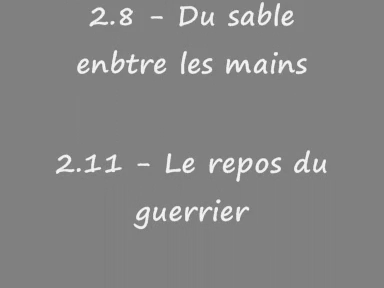 2.8 - Du sable
enbtre les mains
2.11 - Le repos du
guerrier